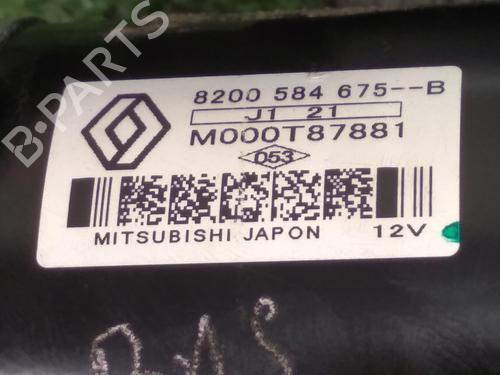 B-PARTS
8200 584 675--B
J1 21
M000T87881
D53
MITSUBISHI JAPON 12V